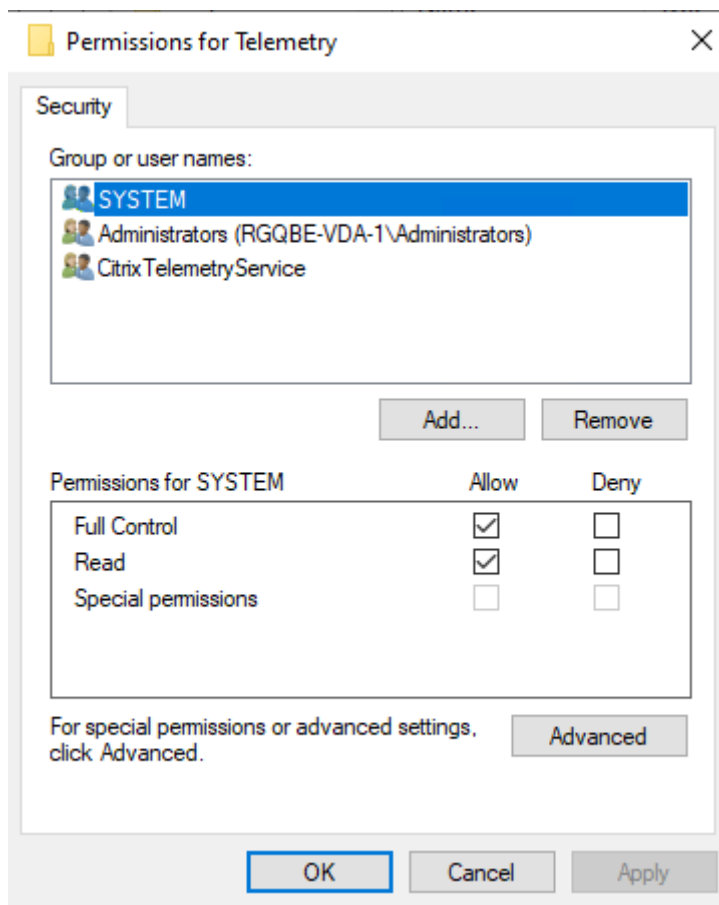 Permissions for Telemetry
Security
Group or user names:
SYSTEM
Administrators (RGQBE-VDA-1\Administrators)
CitrixTelemetryService
Add... Remove
Permissions for SYSTEM Allow Deny
Full Control
Read
Special permissions
For special permissions or advanced settings,
click Advanced.
Advanced
OK Cancel Apply